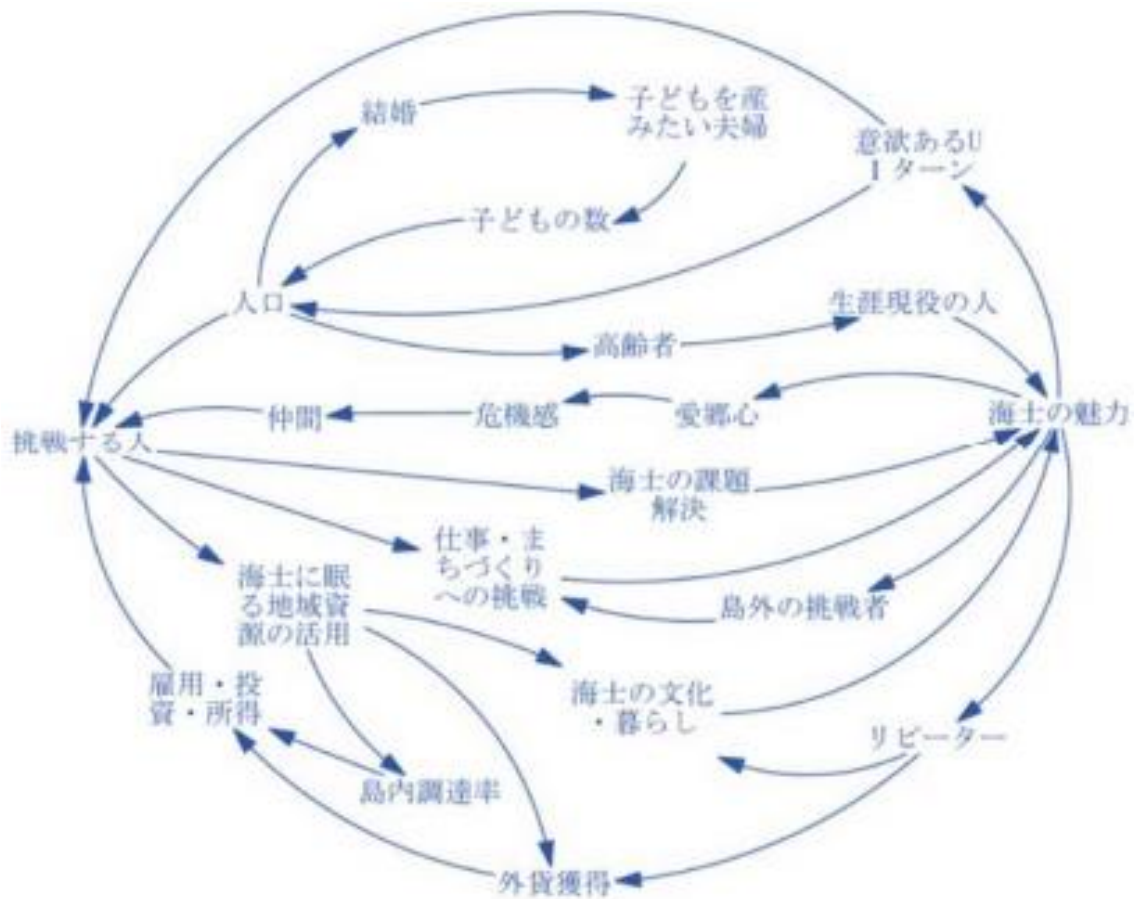 結婚
子どもを産
みたい夫婦
意欲あるU
Iターン
子どもの数
人口
生涯現役の人
高齢者
挑戦する人
仲間
危機感
愛郷心
海士の魅力
海士の課題
解決
仕事・ま
ちづくり
への挑戦
海士に眠
る地域資
源の活用
島外の挑戦者
雇用・投
資・所得
海士の文化
・暮らし
リピーター
島内調達率
外貨獲得